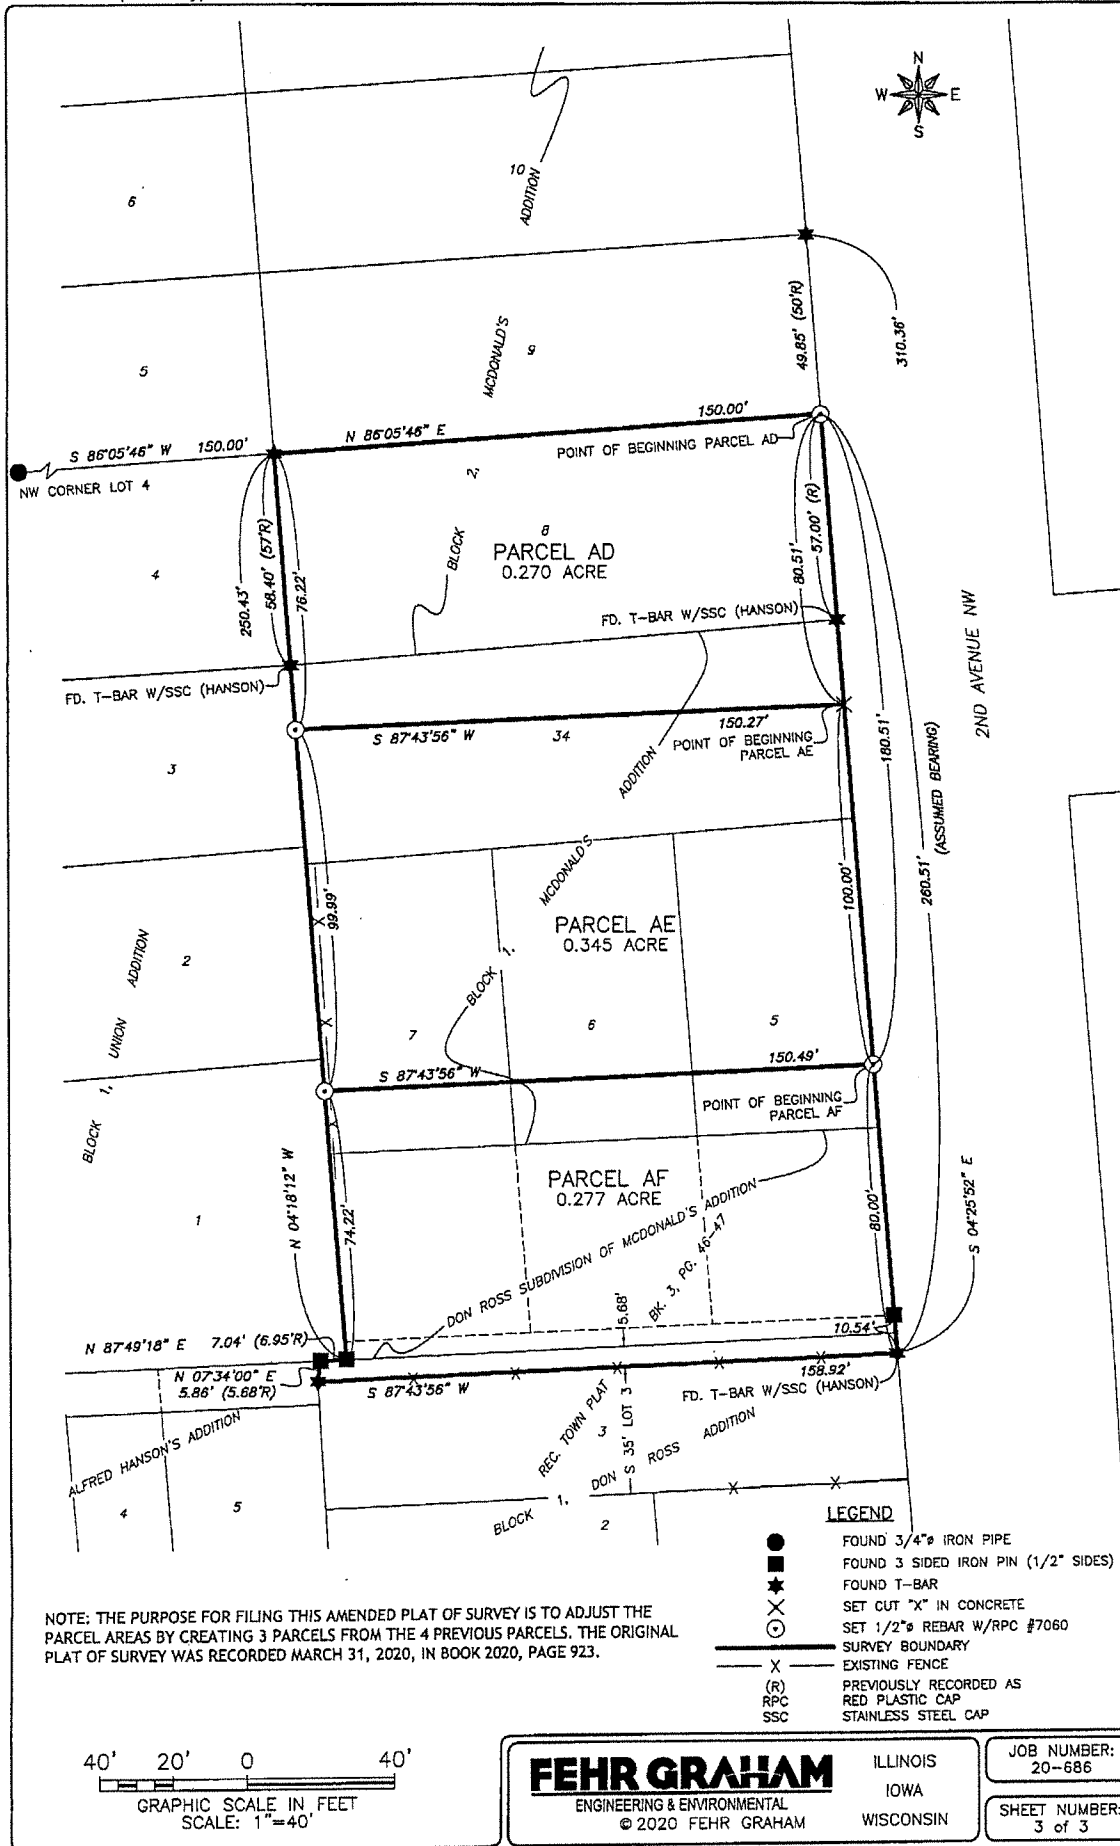 N
W E
S
10
ADDITION
6
MCDONALD'S
9
5
49.85' (50'R)
310.36'
S 86°05'46" W 150.00'
N 86°05'46" E 150.00'
POINT OF BEGINNING PARCEL AD
NW CORNER LOT 4
2,
BLOCK
8
PARCEL AD
0.270 ACRE
4
250.43'
58.40' (57'R)
76.22'
80.51'
57.00' (R)
FD. T-BAR W/SSC (HANSON)
FD. T-BAR W/SSC (HANSON)
2ND AVENUE NW
S 87°43'56" W 34 150.27'
POINT OF BEGINNING
PARCEL AE
ADDITION
180.51'
260.51'
(ASSUMED BEARING)
3
MCDONALD'S
99.99'
100.00'
PARCEL AE
0.345 ACRE
BLOCK 1,
2
BLOCK 1, UNION ADDITION
7
6
5
S 87°43'56" W 150.49'
POINT OF BEGINNING
PARCEL AF
PARCEL AF
0.277 ACRE
1
N 04°18'12" W
74.22'
80.00'
S 04°25'52" E
DON ROSS SUBDIVISION OF MCDONALD'S ADDITION
BK. 3, PG. 46-47
5.68'
10.54'
N 87°49'18" E 7.04' (6.95'R)
N 07°34'00" E
5.86' (5.68'R)
S 87°43'56" W 158.92'
FD. T-BAR W/SSC (HANSON)
ALFRED HANSON'S ADDITION
4
5
REC. TOWN PLAT
3
S 35' LOT 3
BLOCK 1, DON ROSS ADDITION
2
LEGEND
FOUND 3/4"ø IRON PIPE
FOUND 3 SIDED IRON PIN (1/2" SIDES)
FOUND T-BAR
SET CUT "X" IN CONCRETE
SET 1/2"ø REBAR W/RPC #7060
SURVEY BOUNDARY
X EXISTING FENCE
(R) PREVIOUSLY RECORDED AS
RPC RED PLASTIC CAP
SSC STAINLESS STEEL CAP
NOTE: THE PURPOSE FOR FILING THIS AMENDED PLAT OF SURVEY IS TO ADJUST THE
PARCEL AREAS BY CREATING 3 PARCELS FROM THE 4 PREVIOUS PARCELS. THE ORIGINAL
PLAT OF SURVEY WAS RECORDED MARCH 31, 2020, IN BOOK 2020, PAGE 923.
40' 20' 0 40'
GRAPHIC SCALE IN FEET
SCALE: 1"=40'
FEHR GRAHAM
ENGINEERING & ENVIRONMENTAL
© 2020 FEHR GRAHAM
ILLINOIS
IOWA
WISCONSIN
JOB NUMBER:
20-686
SHEET NUMBER:
3 of 3